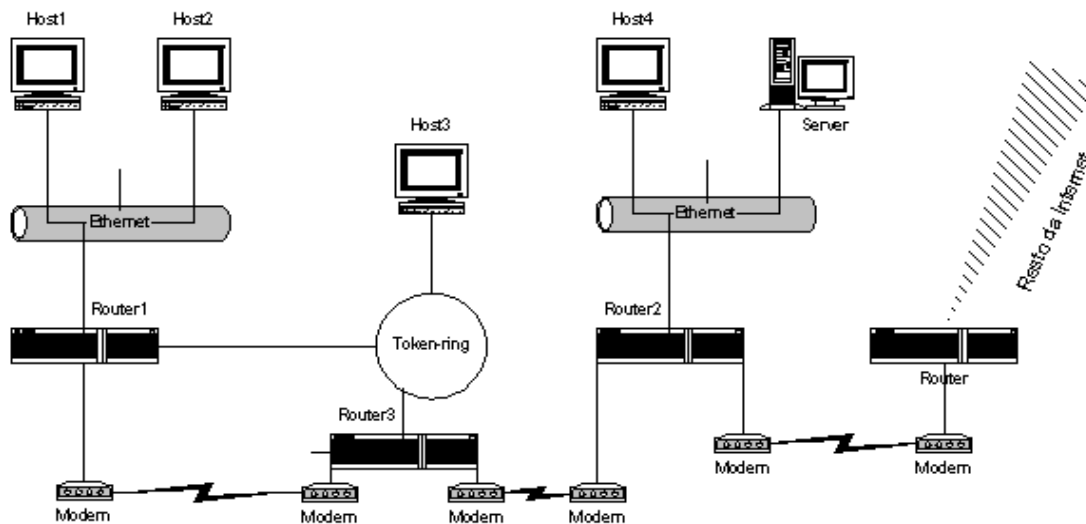 Host1
Host2
Host4
Server
Host3
Ethernet
Ethernet
Resto da Internet
Router1
Router2
Token-ring
Router
Router3
Modem
Modem
Modem
Modem
Modem
Modem